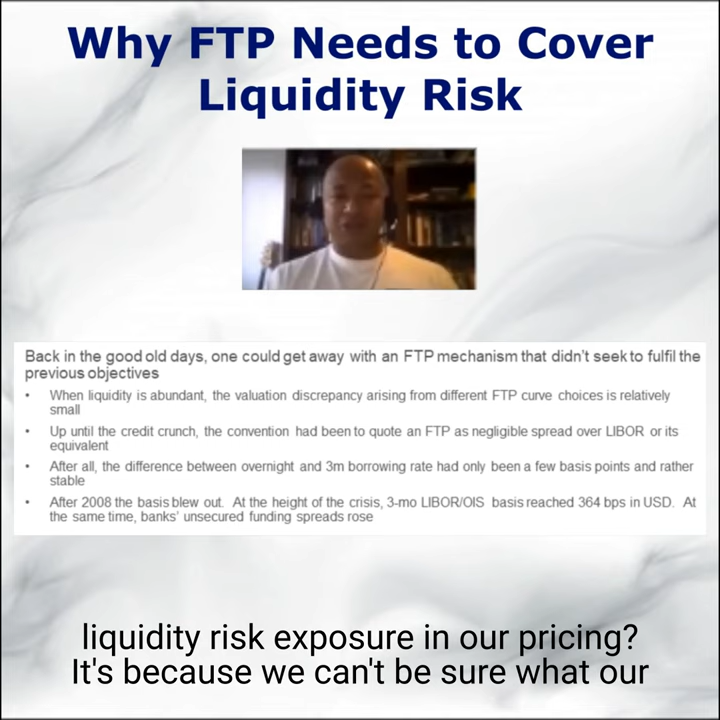 Why FTP Needs to Cover
Liquidity Risk
Back in the good old days, one could get away with an FTP mechanism that didn't seek to fulfil the
previous objectives
• When liquidity is abundant, the valuation discrepancy arising from different FTP curve choices is relatively
small
• Up until the credit crunch, the convention had been to quote an FTP as negligible spread over LIBOR or its
equivalent
• After all, the difference between overnight and 3m borrowing rate had only been a few basis points and rather
stable
• After 2008 the basis blew out. At the height of the crisis, 3-mo LIBOR/OIS basis reached 364 bps in USD. At
the same time, banks' unsecured funding spreads rose
liquidity risk exposure in our pricing?
It's because we can't be sure what our